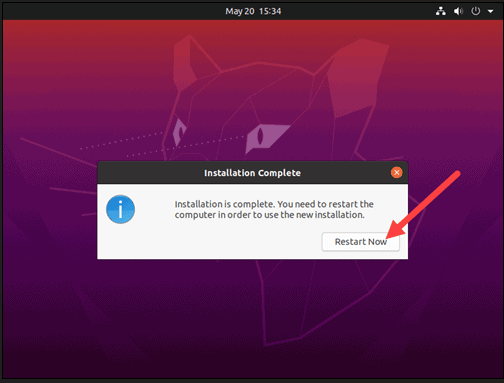 May 20 15:34
Installation Complete
Installation is complete. You need to restart the
computer in order to use the new installation.
Restart Now